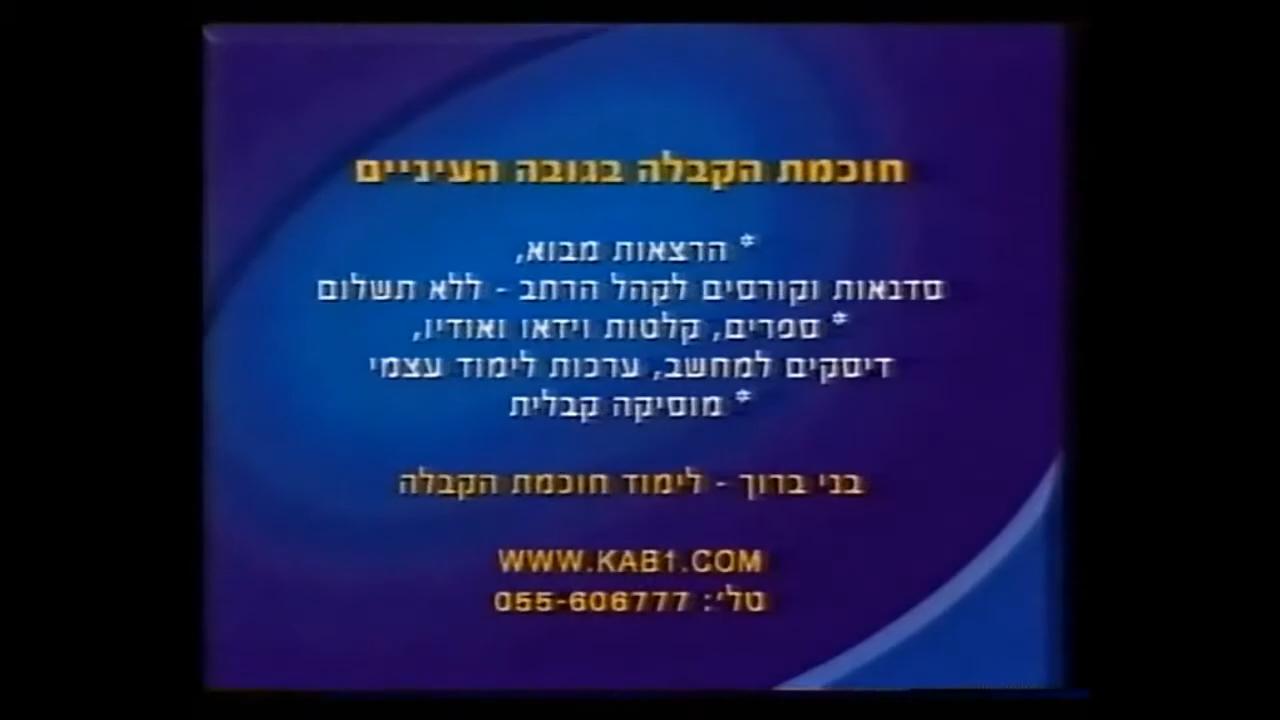 חוכמת הקבלה בגובה העיניים
* הרצאות מבוא,
סדנאות וקורסים לקהל הרחב - ללא תשלום
* ספרים, קלטות וידאו ואודיו,
דיסקים למחשב, ערכות לימוד עצמי
* מוסיקה קבלית
בני ברוך - לימוד חוכמת הקבלה
WWW.KAB1.COM
טל': 055-606777